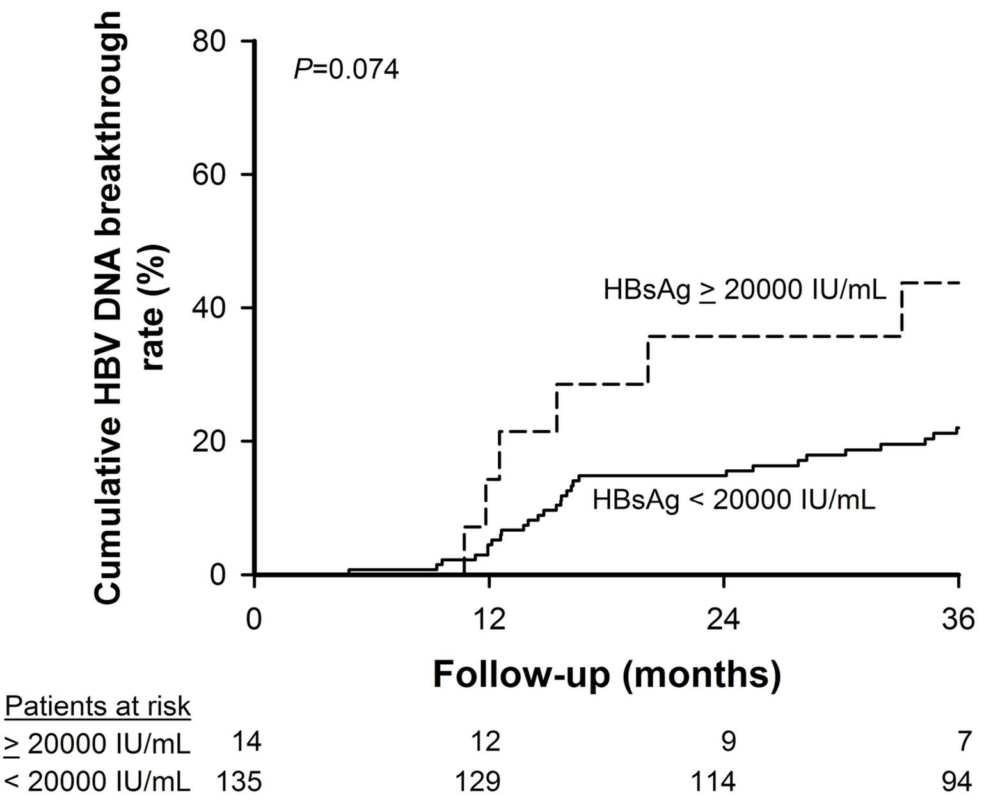 Cumulative HBV DNA breakthrough
rate (%)
80
60
40
20
0
P=0.074
HBsAg ≥ 20000 IU/mL
HBsAg < 20000 IU/mL
0 12 24 36
Follow-up (months)
Patients at risk
≥ 20000 IU/mL 14 12 9 7
< 20000 IU/mL 135 129 114 94